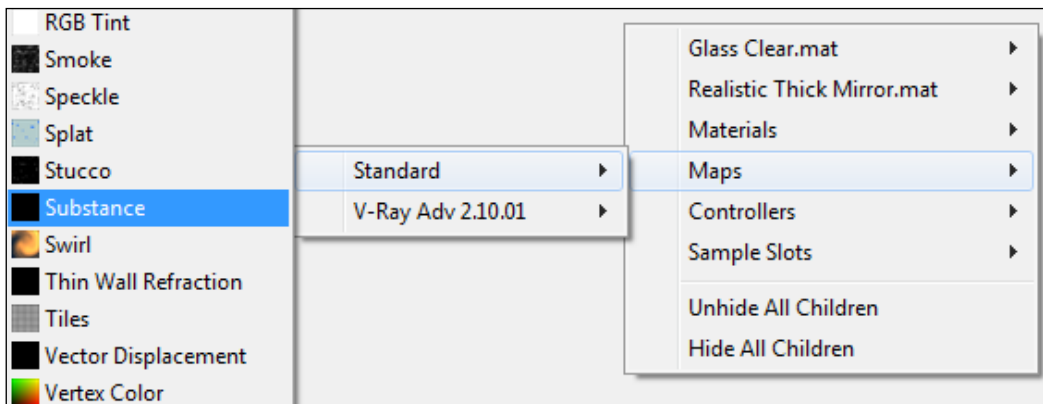 RGB Tint
Smoke
Speckle
Splat
Stucco
Substance
Swirl
Thin Wall Refraction
Tiles
Vector Displacement
Vertex Color
Standard
V-Ray Adv 2.10.01
Glass Clear.mat
Realistic Thick Mirror.mat
Materials
Maps
Controllers
Sample Slots
Unhide All Children
Hide All Children